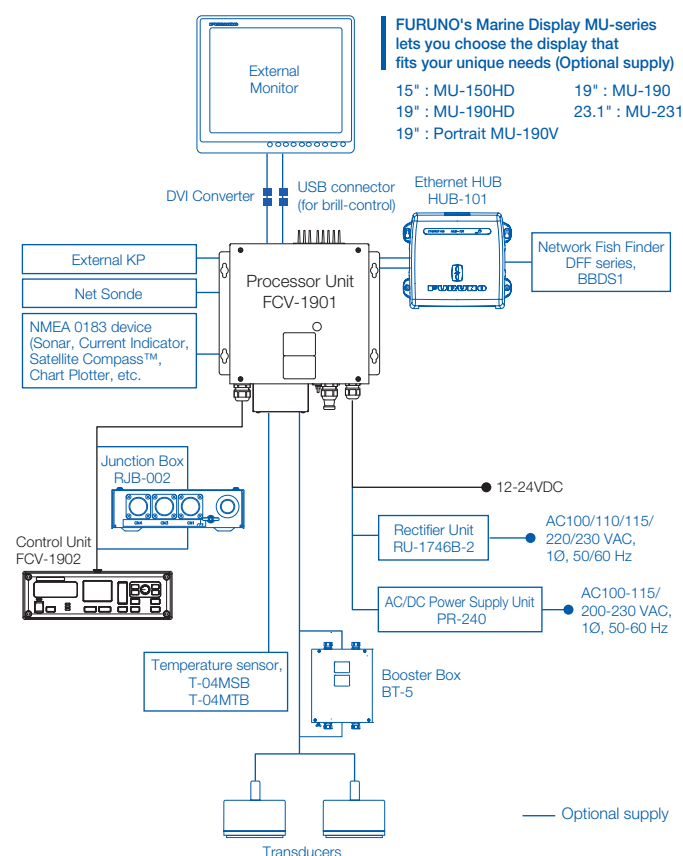 FURUNO's Marine Display MU-series
lets you choose the display that
fits your unique needs (Optional supply)
15" : MU-150HD
19" : MU-190
19" : MU-190HD
23.1" : MU-231
19" : Portrait MU-190V
External
Monitor
DVI Converter
USB connector
(for brill-control)
Ethernet HUB
HUB-101
FURUNO
Network Fish Finder
DFF series,
BBDS1
External KP
Net Sonde
NMEA 0183 device
(Sonar, Current Indicator,
Satellite Compass™,
Chart Plotter, etc.
Processor Unit
FCV-1901
Junction Box
RJB-002
Control Unit
FCV-1902
12-24VDC
Rectifier Unit
RU-1746B-2
AC100/110/115/
220/230 VAC,
1Ø, 50/60 Hz
AC/DC Power Supply Unit
PR-240
AC100-115/
200-230 VAC,
1Ø, 50-60 Hz
Temperature sensor,
T-04MSB
T-04MTB
Booster Box
BT-5
Optional supply
Transducers